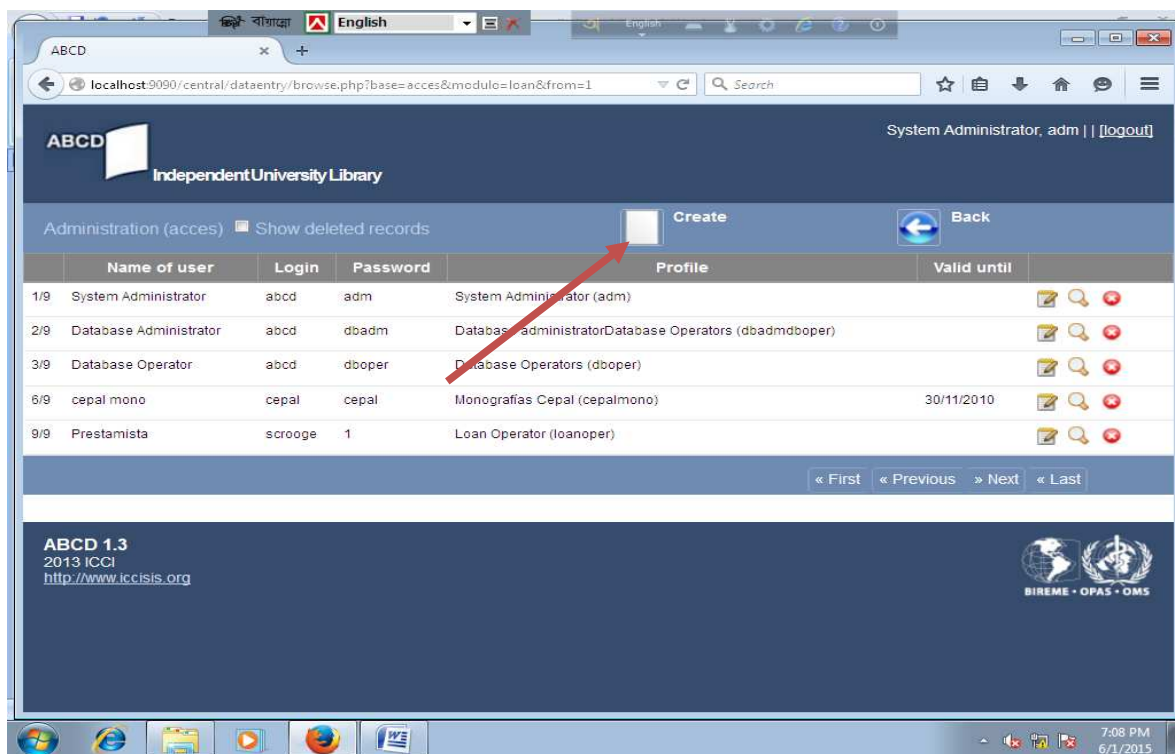 English
English
ABCD
localhost:9090/central/dataentry/browse.php?base=acces&modulo=loan&from=1
Search
ABCD
Independent University Library
System Administrator, adm | | [logout]
Administration (acces) Show deleted records
Create
Back
Name of user Login Password Profile Valid until
1/9 System Administrator abcd adm System Administrator (adm)
2/9 Database Administrator abcd dbadm Database administratorDatabase Operators (dbadmdboper)
3/9 Database Operator abcd dboper Database Operators (dboper)
6/9 cepal mono cepal cepal Monografías Cepal (cepalmono) 30/11/2010
9/9 Prestamista scrooge 1 Loan Operator (loanoper)
« First « Previous » Next « Last
ABCD 1.3
2013 ICCI
http://www.iccisis.org
BIREME • OPAS • OMS
7:08 PM
6/1/2015